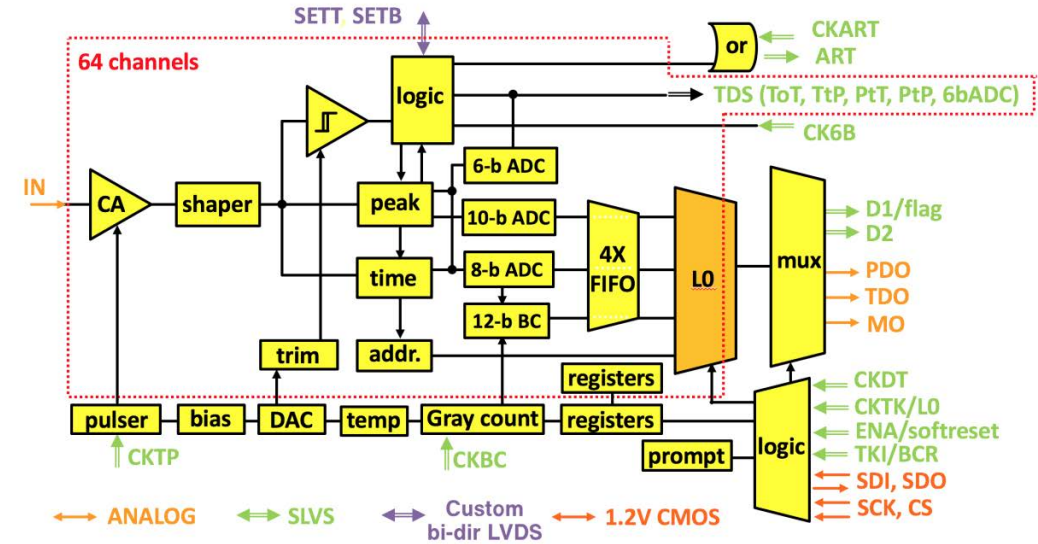 SETT, SETB
CKART
or
ART
64 channels
logic
TDS (ToT, TtP, PtT, PtP, 6bADC)
CK6B
6-b ADC
IN
CA
shaper
peak
10-b ADC
D1/flag
D2
4X
FIFO
mux
time
8-b ADC
L0
PDO
TDO
12-b BC
MO
trim
addr.
registers
CKDT
pulser
bias
DAC
temp
Gray count
registers
CKTK/L0
ENA/softreset
logic
CKTP
CKBC
prompt
TKI/BCR
SDI, SDO
SCK, CS
ANALOG
SLVS
Custom
bi-dir LVDS
1.2V CMOS